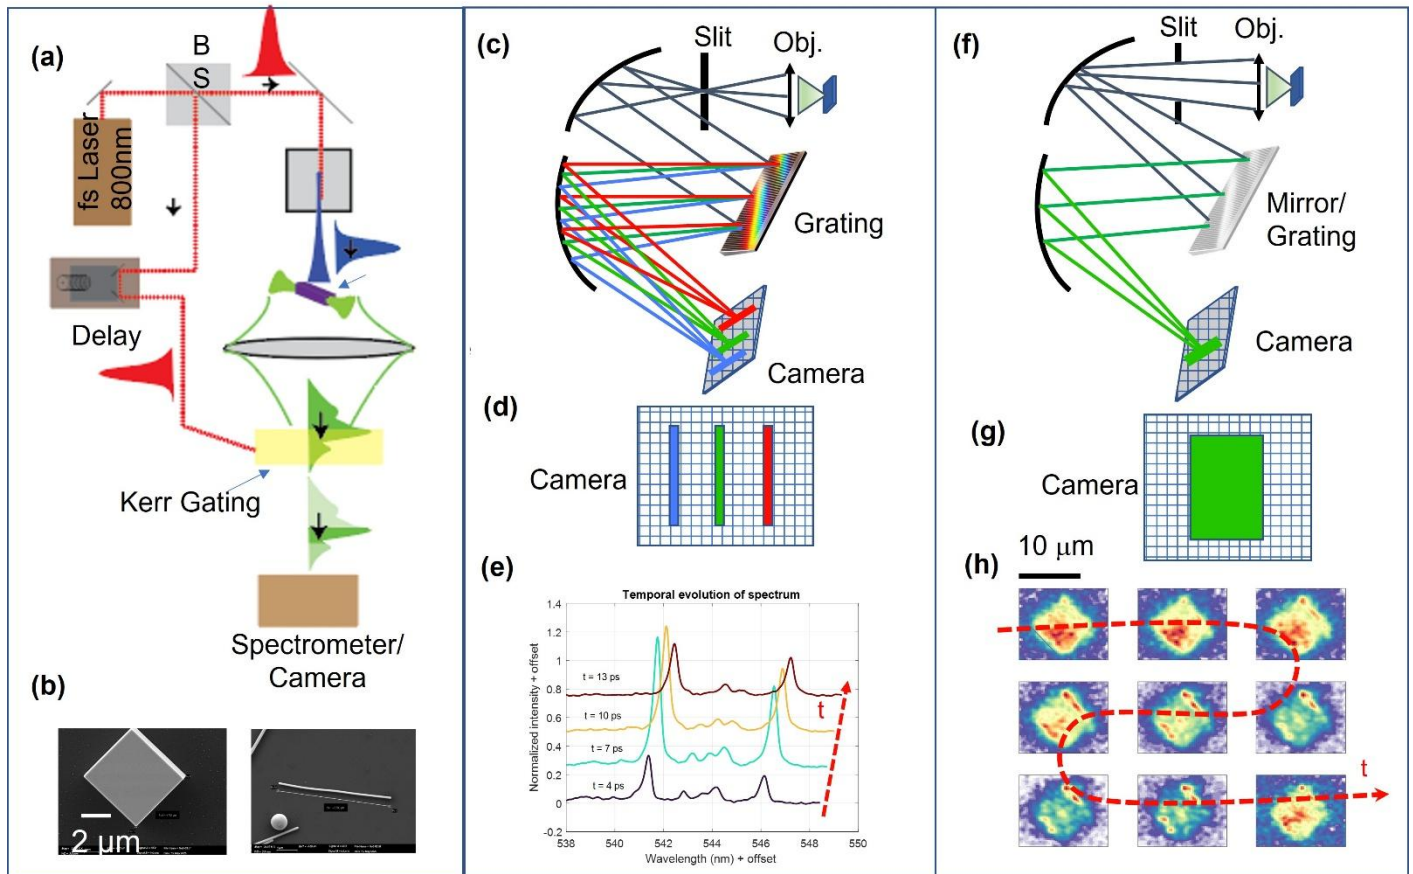 (a)
B
S
fs Laser
800nm
Delay
Kerr Gating
Spectrometer/
Camera
(b)
2 μm
(c)
Slit
Obj.
Grating
Camera
(d)
Camera
(e)
Temporal evolution of spectrum
Normalized intensity + offset
1.4
1.2
1
0.8
0.6
0.4
0.2
0
-0.2
t = 13 ps
t = 10 ps
t = 7 ps
t = 4 ps
t
538
540
542
544
546
548
550
Wavelength (nm) + offset
(f)
Slit
Obj.
Mirror/
Grating
Camera
(g)
Camera
(h)
10 μm
t